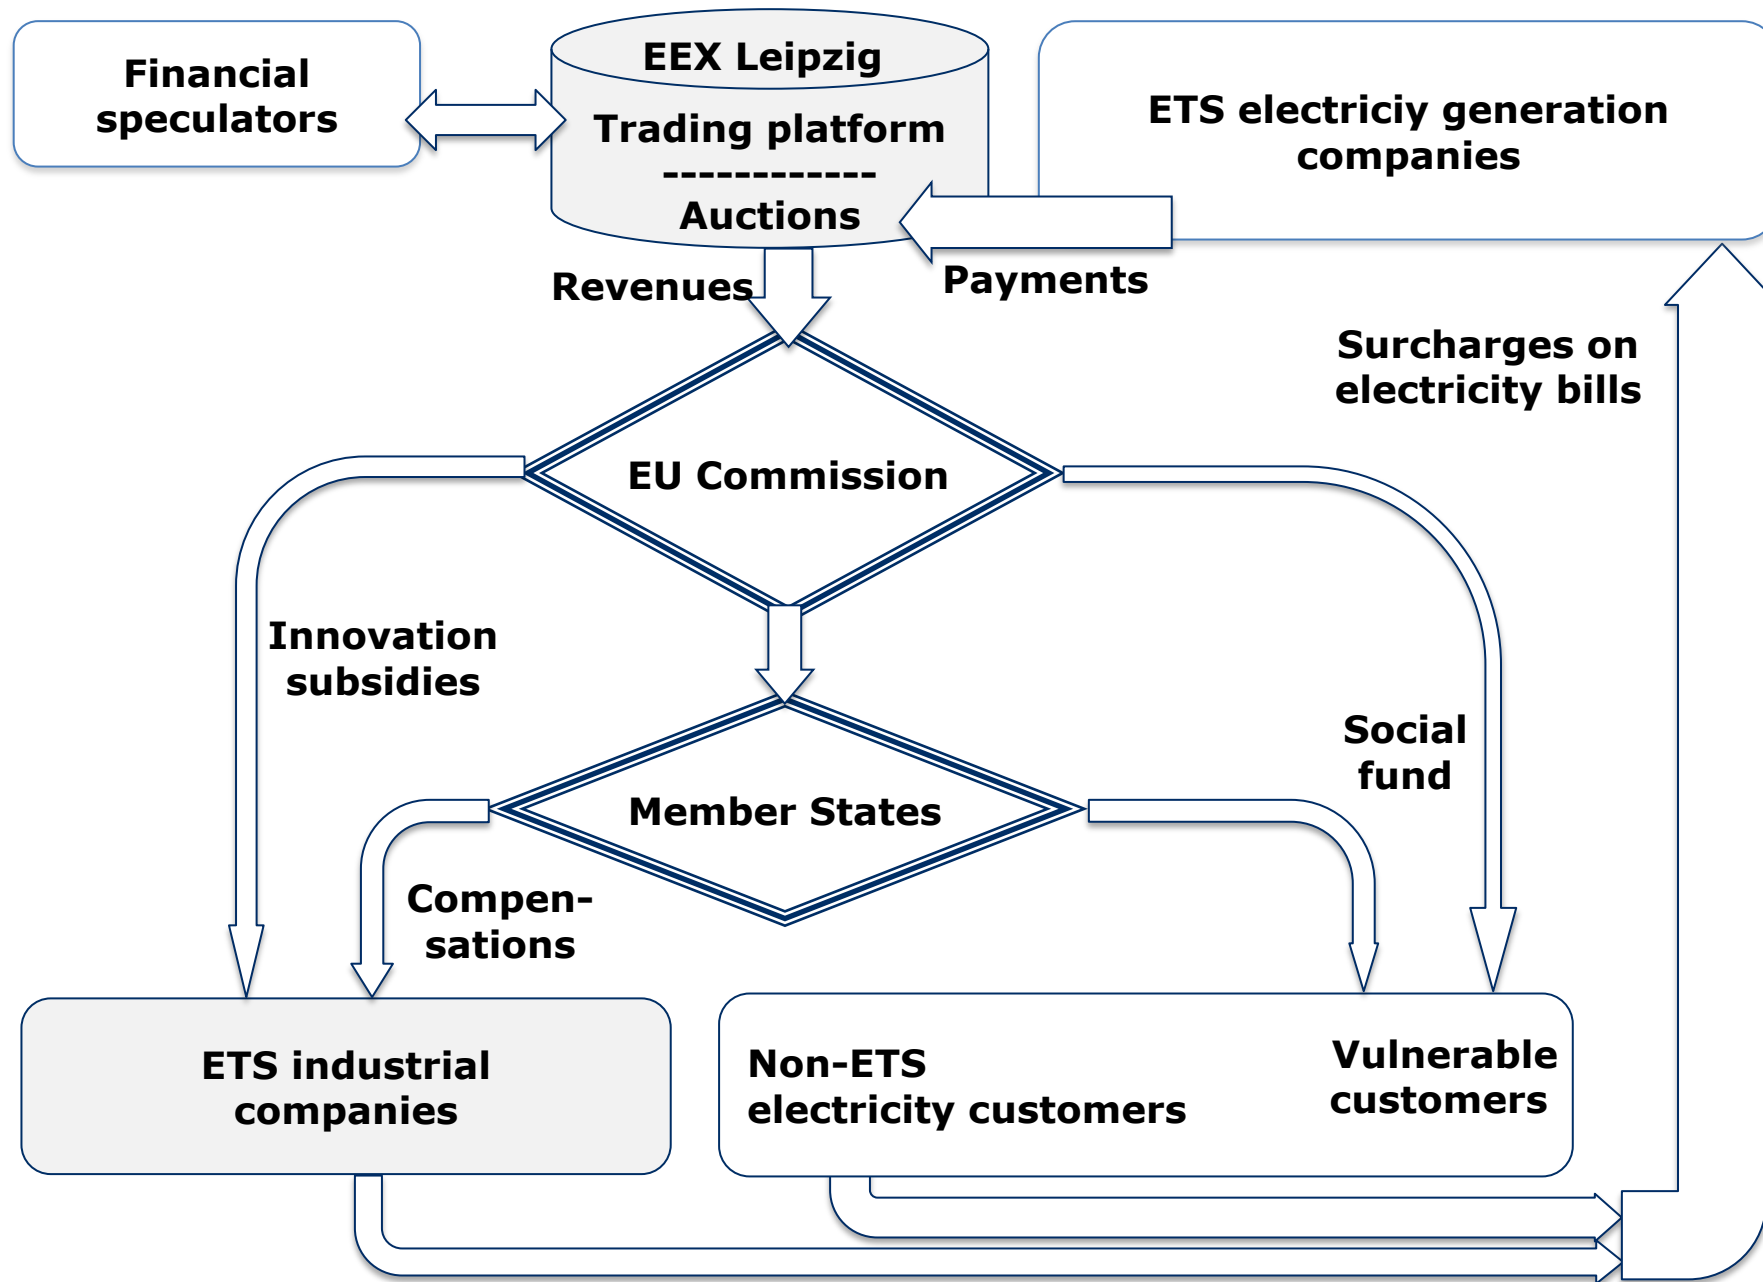 Financial
speculators
EEX Leipzig
Trading platform
------------
Auctions
ETS electriciy generation
companies
Revenues
Payments
Surcharges on
electricity bills
EU Commission
Innovation
subsidies
Social
fund
Member States
Compen-
sations
ETS industrial
companies
Non-ETS
electricity customers
Vulnerable
customers